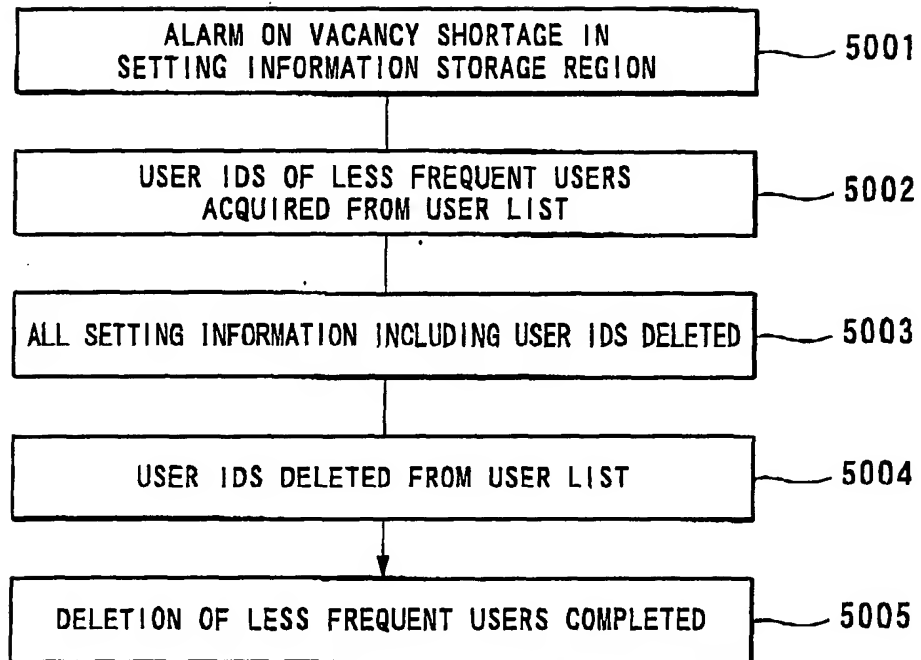 ALARM ON VACANCY SHORTAGE IN
SETTING INFORMATION STORAGE REGION
5001
USER IDS OF LESS FREQUENT USERS
ACQUIRED FROM USER LIST
5002
ALL SETTING INFORMATION INCLUDING USER IDS DELETED
5003
USER IDS DELETED FROM USER LIST
5004
DELETION OF LESS FREQUENT USERS COMPLETED
5005